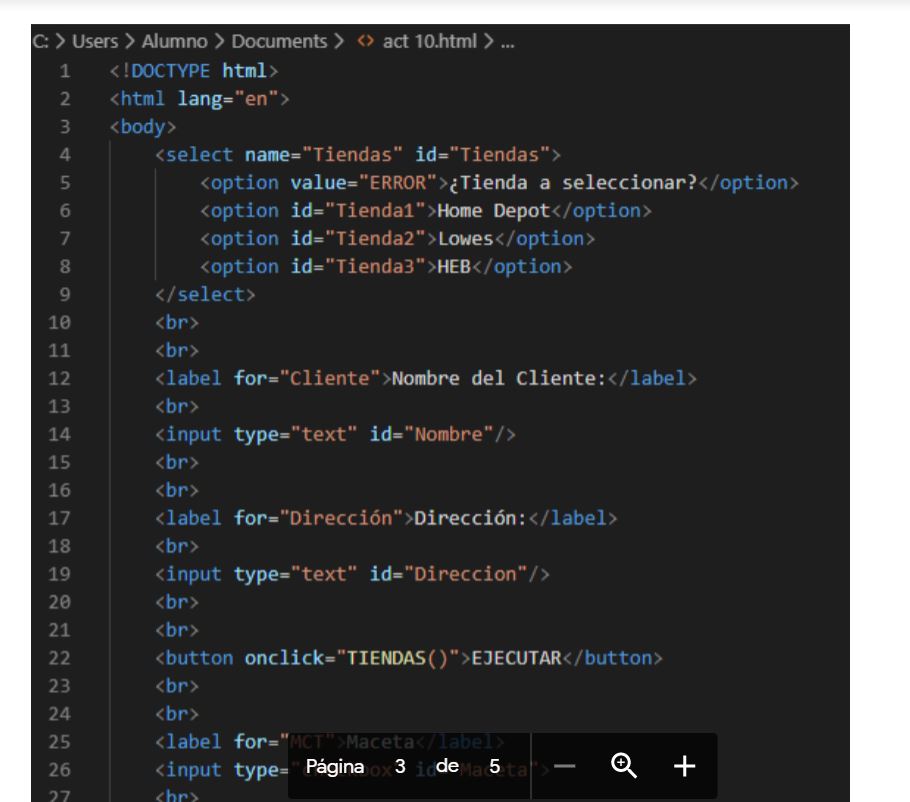 C: > Users > Alumno > Documents > <> act 10.html > ...
1 <!DOCTYPE html>
2 <html lang="en">
3 <body>
4 <select name="Tiendas" id="Tiendas">
5 <option value="ERROR">¿Tienda a seleccionar?</option>
6 <option id="Tienda1">Home Depot</option>
7 <option id="Tienda2">Lowes</option>
8 <option id="Tienda3">HEB</option>
9 </select>
10 <br>
11 <br>
12 <label for="Cliente">Nombre del Cliente:</label>
13 <br>
14 <input type="text" id="Nombre"/>
15 <br>
16 <br>
17 <label for="Dirección">Dirección:</label>
18 <br>
19 <input type="text" id="Direccion"/>
20 <br>
21 <br>
22 <button onclick="TIENDAS()">EJECUTAR</button>
23 <br>
24 <br>
25 <label for="MCT">Maceta</label>
26 <input type=" id="Maceta">
Página 3 de 5
27 <br>